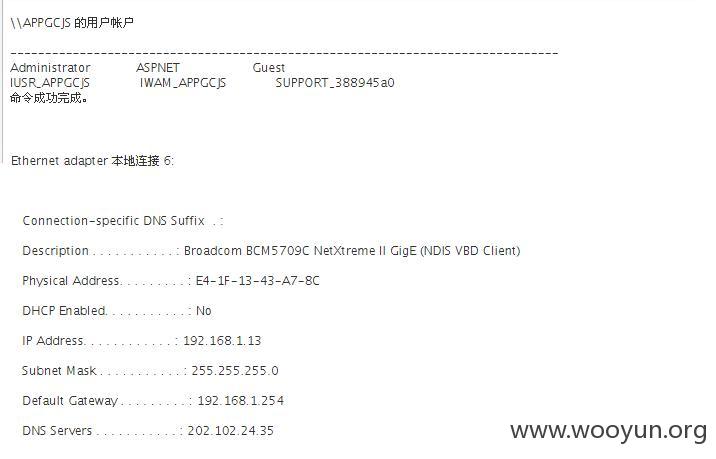 \\APPGCJS 的用户帐户
-------------------------------------------------------------------------------
Administrator ASPNET Guest
IUSR_APPGCJS IWAM_APPGCJS SUPPORT_388945a0
命令成功完成。
Ethernet adapter 本地连接 6:
Connection-specific DNS Suffix . :
Description . . . . . . . . . . . : Broadcom BCM5709C NetXtreme II GigE (NDIS VBD Client)
Physical Address. . . . . . . . . : E4-1F-13-43-A7-8C
DHCP Enabled. . . . . . . . . . . : No
IP Address. . . . . . . . . . . . : 192.168.1.13
Subnet Mask . . . . . . . . . . . : 255.255.255.0
Default Gateway . . . . . . . . . : 192.168.1.254
DNS Servers . . . . . . . . . . . : 202.102.24.35
www.wooyun.org